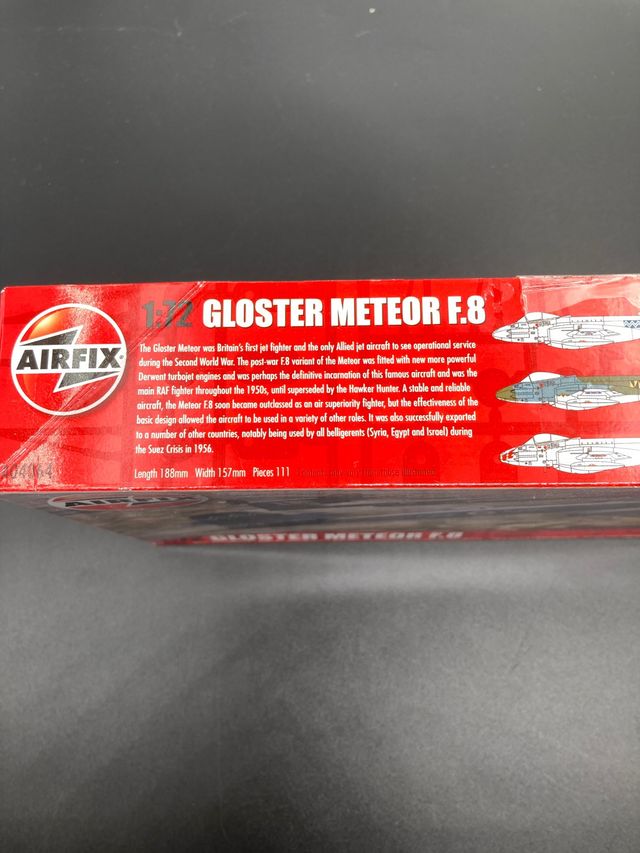 1:72 GLOSTER METEOR F.8
AIRFIX
The Gloster Meteor was Britain's first jet fighter and the only Allied jet aircraft to see operational service
during the Second World War. The post-war F.8 variant of the Meteor was fitted with new more powerful
Derwent turbojet engines and was perhaps the definitive incarnation of this famous aircraft and was the
main RAF fighter throughout the 1950s, until superseded by the Hawker Hunter. A stable and reliable
aircraft, the Meteor F.8 soon became outclassed as an air superiority fighter, but the effectiveness of the
basic design allowed the aircraft to be used in a variety of other roles. It was also successfully exported
to a number of other countries, notably being used by all belligerents (Syria, Egypt and Israel) during
the Suez Crisis in 1956.
Length 188mm Width 157mm Pieces 111
AIRFIX
GLOSTER METEOR F.8